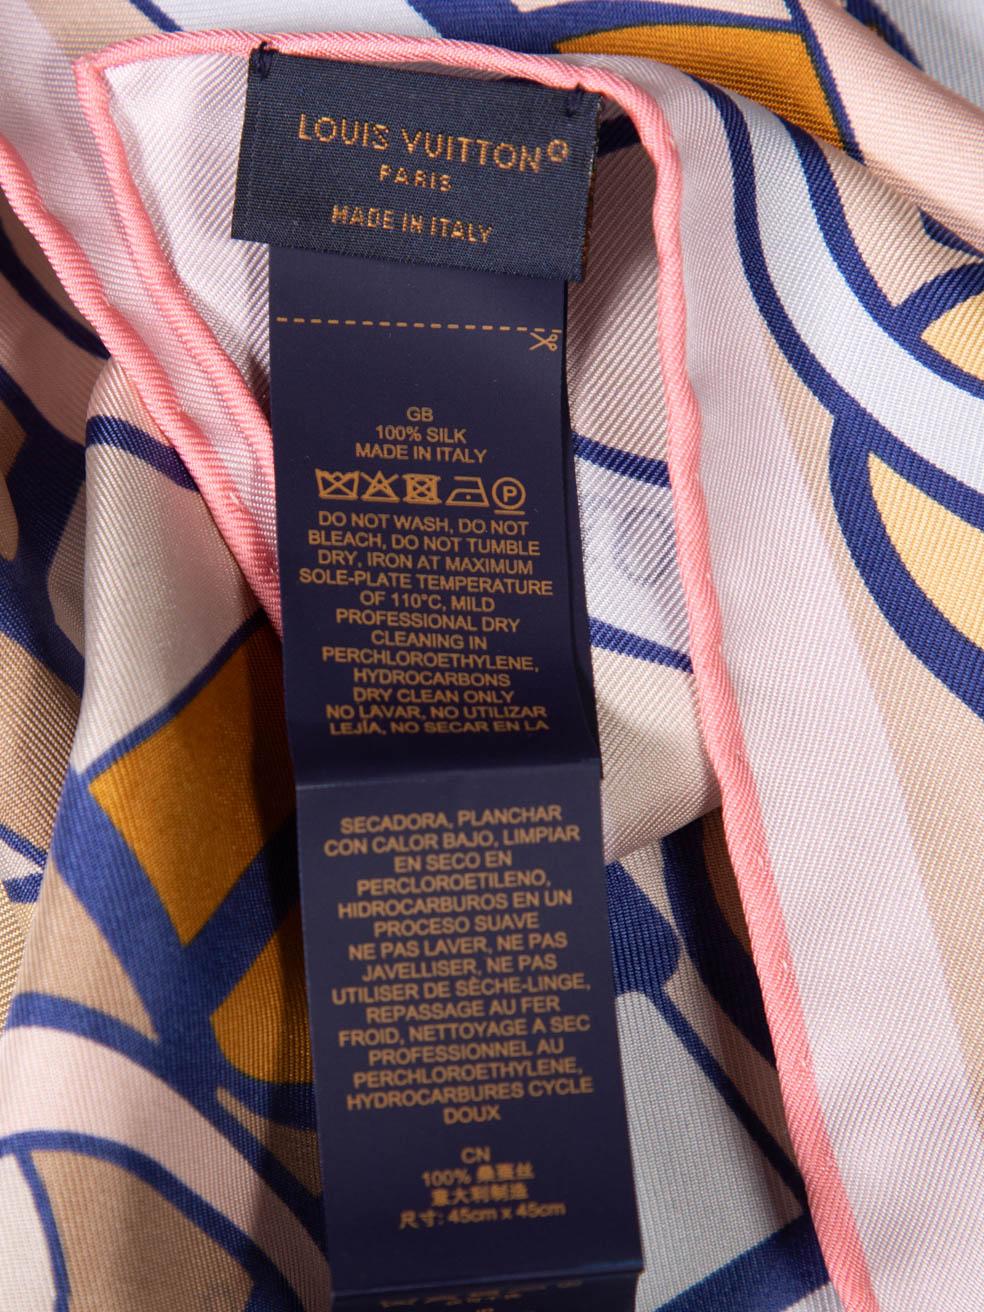 LOUIS VUITTON
PARIS
MADE IN ITALY
GB
100% SILK
MADE IN ITALY
P
DO NOT WASH, DO NOT
BLEACH, DO NOT TUMBLE
DRY, IRON AT MAXIMUM
SOLE-PLATE TEMPERATURE
OF 110°C, MILD
PROFESSIONAL DRY
CLEANING IN
PERCHLOROETHYLENE,
HYDROCARBONS
DRY CLEAN ONLY
NO LAVAR, NO UTILIZAR
LEJÍA, NO SECAR EN LA
SECADORA, PLANCHAR
CON CALOR BAJO, LIMPIAR
EN SECO EN
PERCLOROETILENO,
HIDROCARBUROS EN UN
PROCESO SUAVE
NE PAS LAVER, NE PAS
JAVELLISER, NE PAS
UTILISER DE SÈCHE-LINGE,
REPASSAGE AU FER
FROID, NETTOYAGE A SEC
PROFESSIONNEL AU
PERCHLOROETHYLENE,
HYDROCARBURES CYCLE
DOUX
CN
100% 桑蚕丝
意大利制造
尺寸: 45cm x 45cm